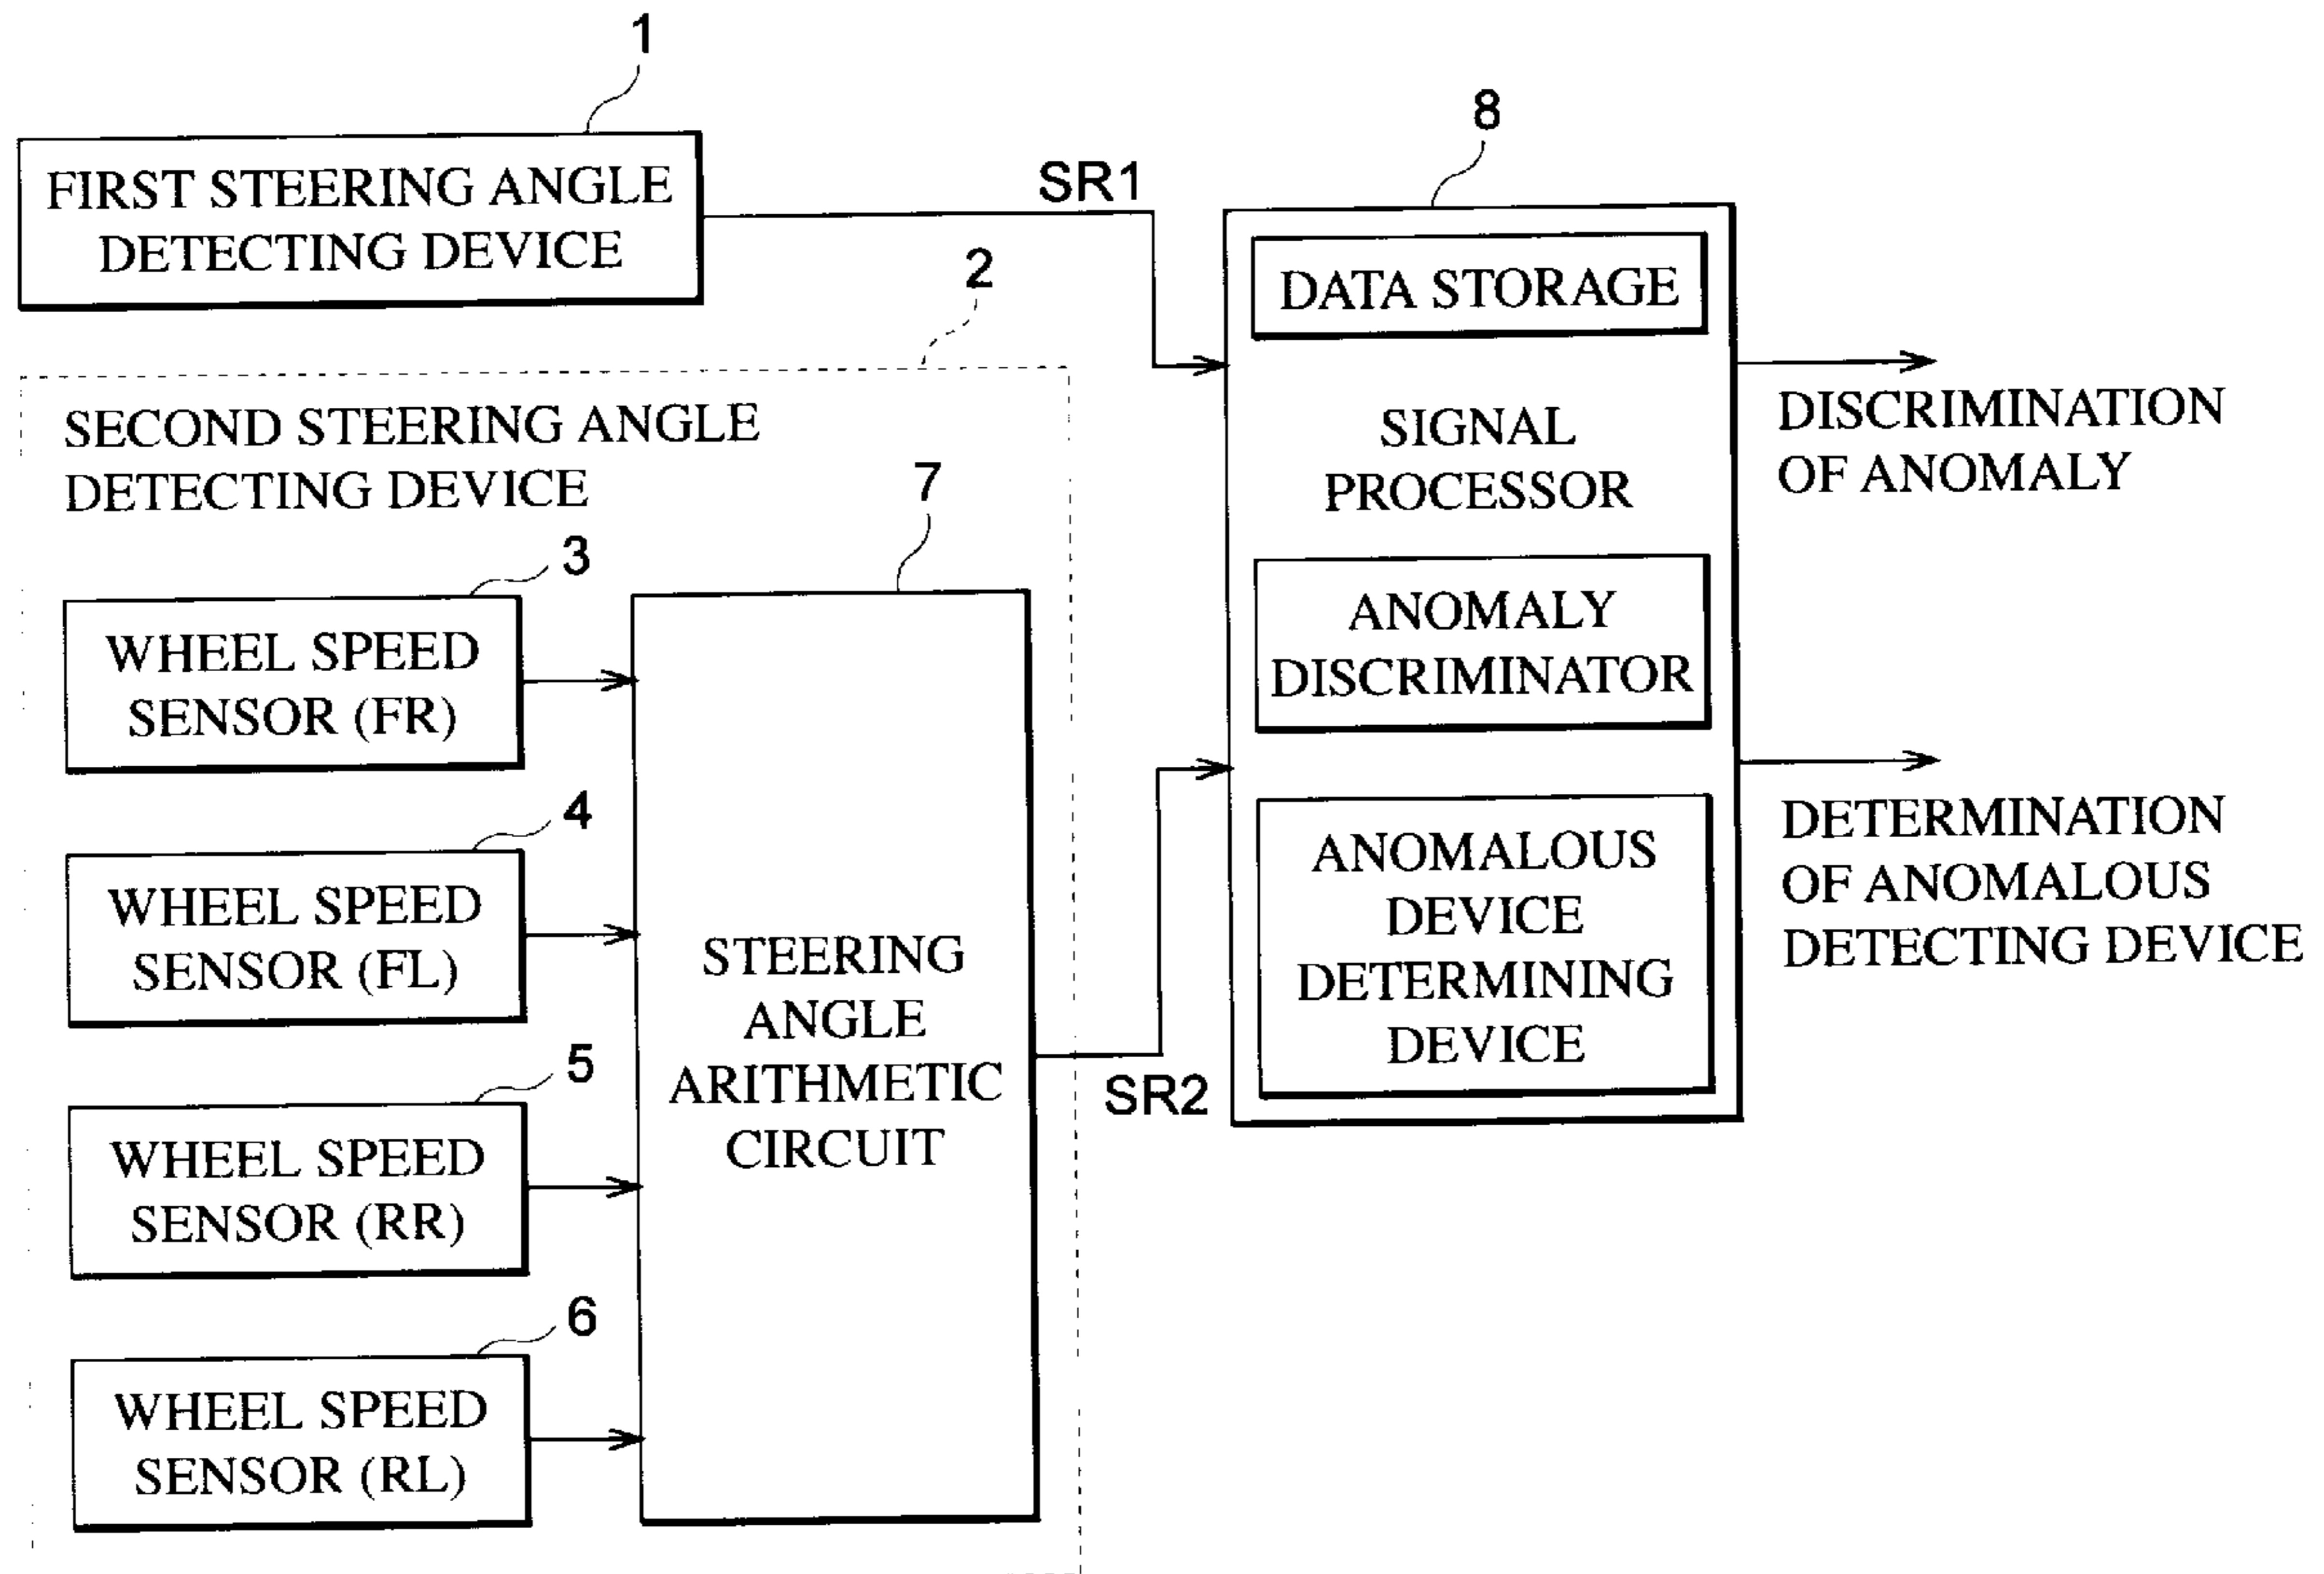 1
FIRST STEERING ANGLE
DETECTING DEVICE
SR1
2
SECOND STEERING ANGLE
DETECTING DEVICE
3
WHEEL SPEED
SENSOR (FR)
4
WHEEL SPEED
SENSOR (FL)
5
WHEEL SPEED
SENSOR (RR)
6
WHEEL SPEED
SENSOR (RL)
7
STEERING
ANGLE
ARITHMETIC
CIRCUIT
SR2
8
DATA STORAGE
SIGNAL
PROCESSOR
ANOMALY
DISCRIMINATOR
ANOMALOUS
DEVICE
DETERMINING
DEVICE
DISCRIMINATION
OF ANOMALY
DETERMINATION
OF ANOMALOUS
DETECTING DEVICE